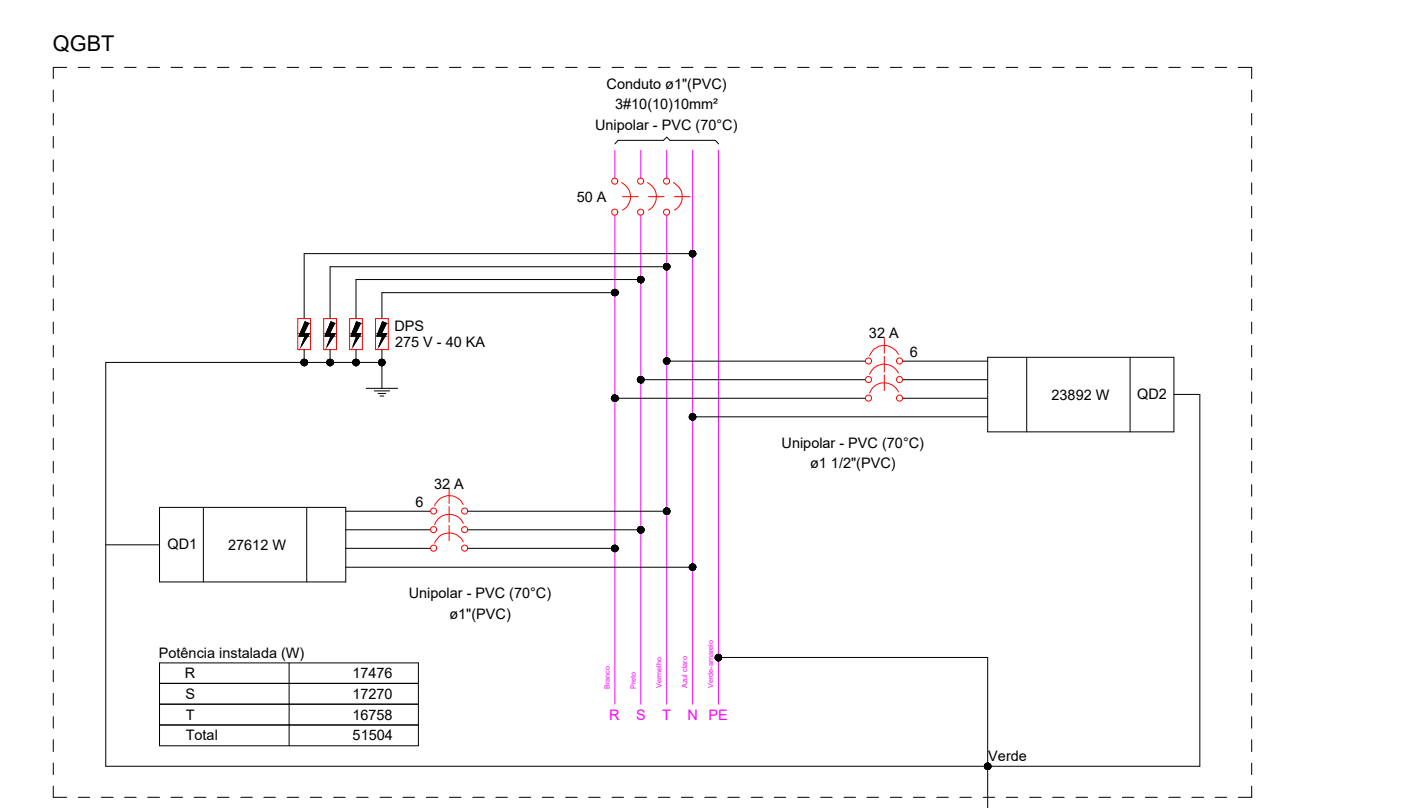 QGBT
Conduto ø1"(PVC)
3#10(10)10mm²
Unipolar - PVC (70°C)
50 A
DPS
275 V - 40 KA
32 A
6
23892 W
QD2
Unipolar - PVC (70°C)
ø1 1/2"(PVC)
32 A
6
QD1
27612 W
Unipolar - PVC (70°C)
ø1"(PVC)
Potência instalada (W)
R 17476
S 17270
T 16758
Total 51504
Branco
Preto
Vermelho
Azul claro
Verde-amarelo
R S T N PE
Verde